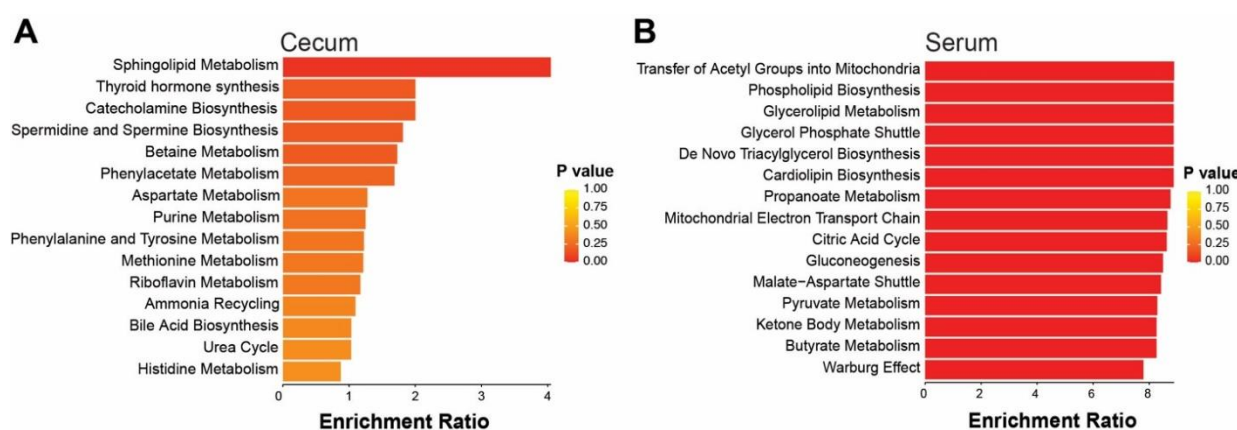 A
Cecum
Sphingolipid Metabolism
Thyroid hormone synthesis
Catecholamine Biosynthesis
Spermidine and Spermine Biosynthesis
Betaine Metabolism
Phenylacetate Metabolism
Aspartate Metabolism
Purine Metabolism
Phenylalanine and Tyrosine Metabolism
Methionine Metabolism
Riboflavin Metabolism
Ammonia Recycling
Bile Acid Biosynthesis
Urea Cycle
Histidine Metabolism
0 1 2 3 4
Enrichment Ratio
P value
1.00
0.75
0.50
0.25
0.00
B
Serum
Transfer of Acetyl Groups into Mitochondria
Phospholipid Biosynthesis
Glycerolipid Metabolism
Glycerol Phosphate Shuttle
De Novo Triacylglycerol Biosynthesis
Cardiolipin Biosynthesis
Propanoate Metabolism
Mitochondrial Electron Transport Chain
Citric Acid Cycle
Gluconeogenesis
Malate−Aspartate Shuttle
Pyruvate Metabolism
Ketone Body Metabolism
Butyrate Metabolism
Warburg Effect
0 2 4 6 8
Enrichment Ratio
P value
1.00
0.75
0.50
0.25
0.00